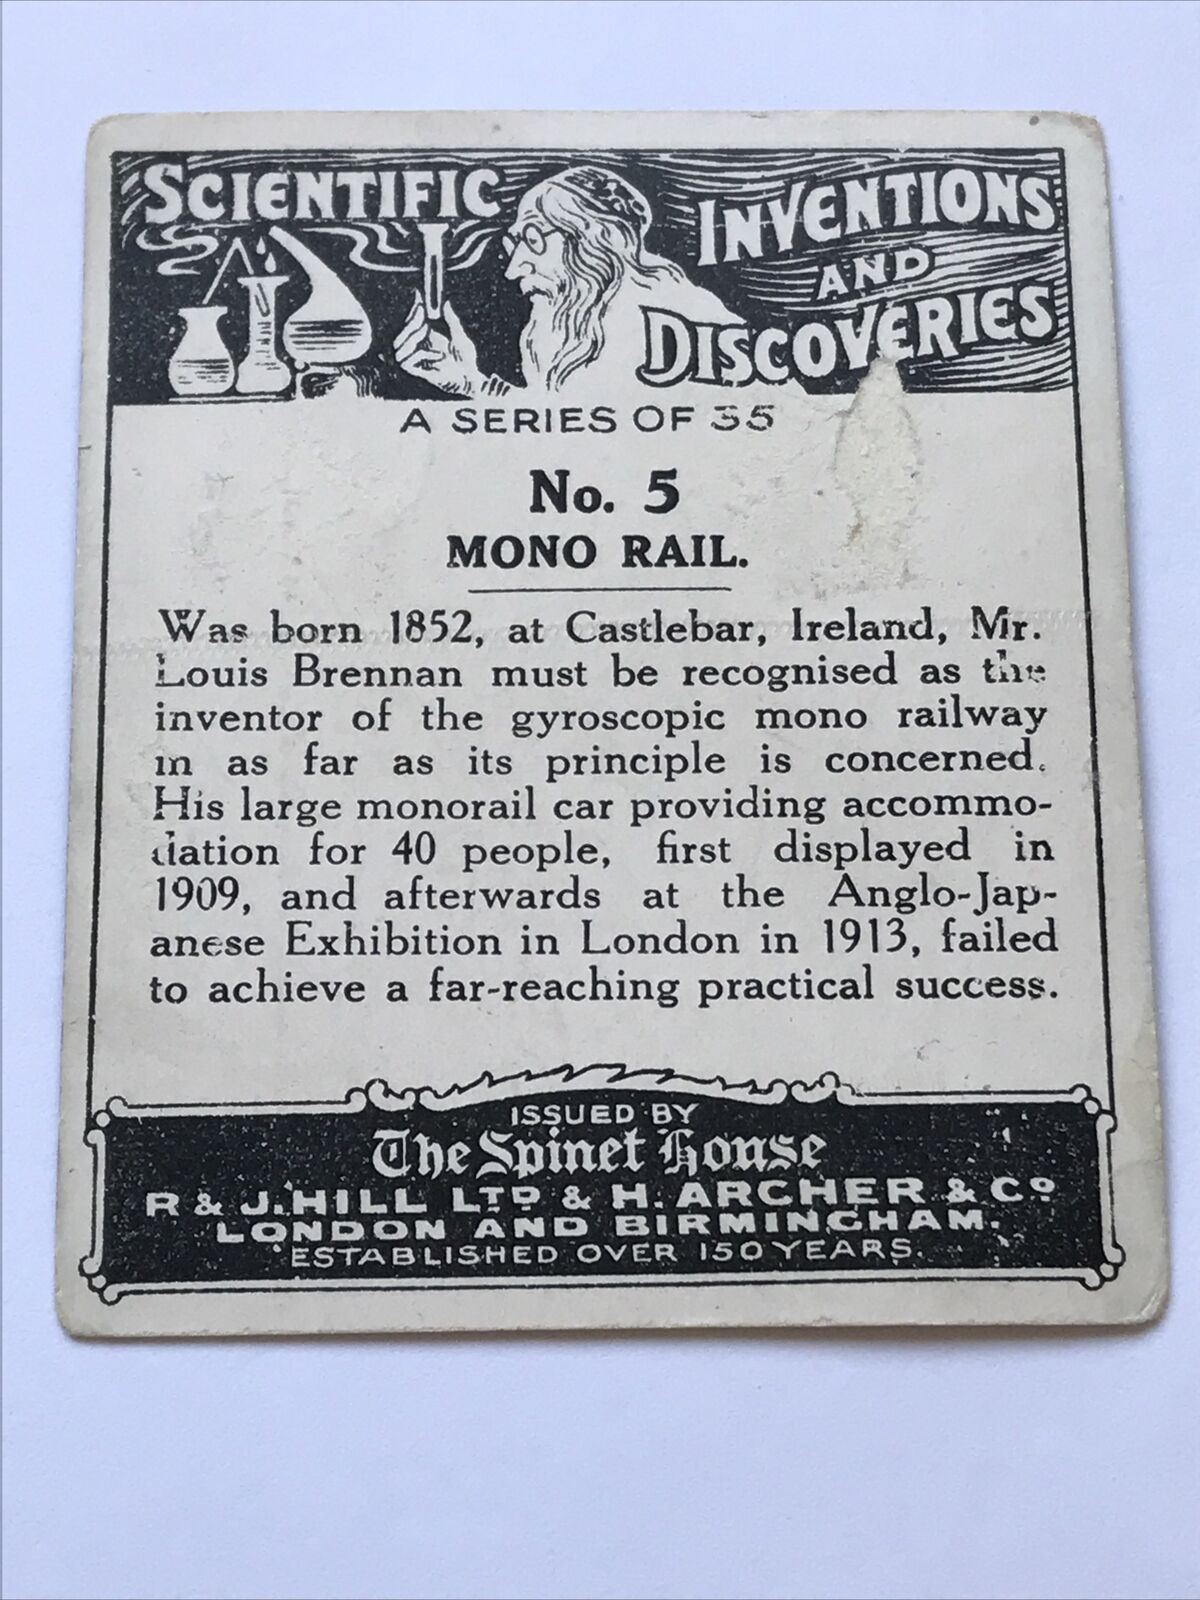 SCIENTIFIC
INVENTIONS
AND
DISCOVERIES
A SERIES OF 35
No. 5
MONO RAIL.
Was born 1852, at Castlebar, Ireland, Mr.
Louis Brennan must be recognised as the
inventor of the gyroscopic mono railway
in as far as its principle is concerned.
His large monorail car providing accommo-
dation for 40 people, first displayed in
1909, and afterwards at the Anglo-Jap-
anese Exhibition in London in 1913, failed
to achieve a far-reaching practical success.
ISSUED BY
The Spinet House
R & J. HILL LTD & H. ARCHER & Co
LONDON AND BIRMINGHAM.
ESTABLISHED OVER 150 YEARS.